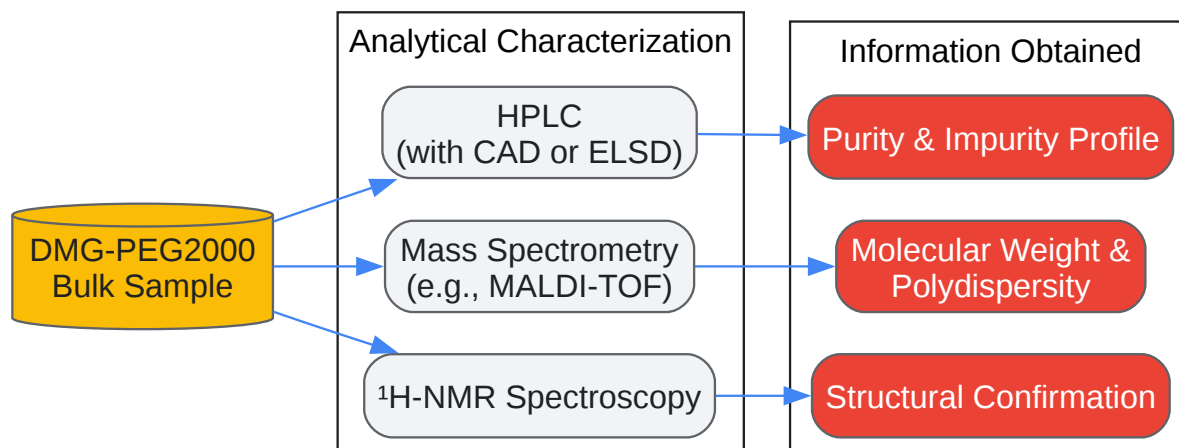 Analytical Characterization
Information Obtained
HPLC
(with CAD or ELSD)
Purity & Impurity Profile
DMG-PEG2000
Bulk Sample
Mass Spectrometry
(e.g., MALDI-TOF)
Molecular Weight &
Polydispersity
¹H-NMR Spectroscopy
Structural Confirmation